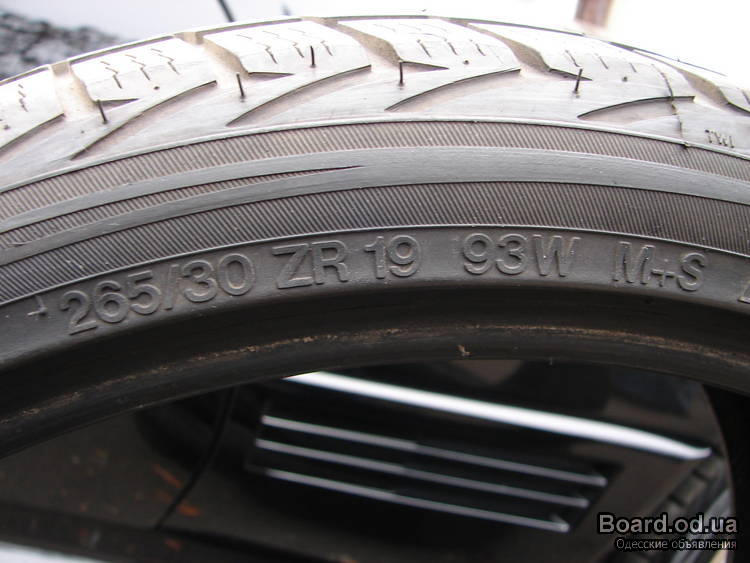 TWI
265/30 ZR 19 93W M+S
Board.od.ua
Одесские объявления